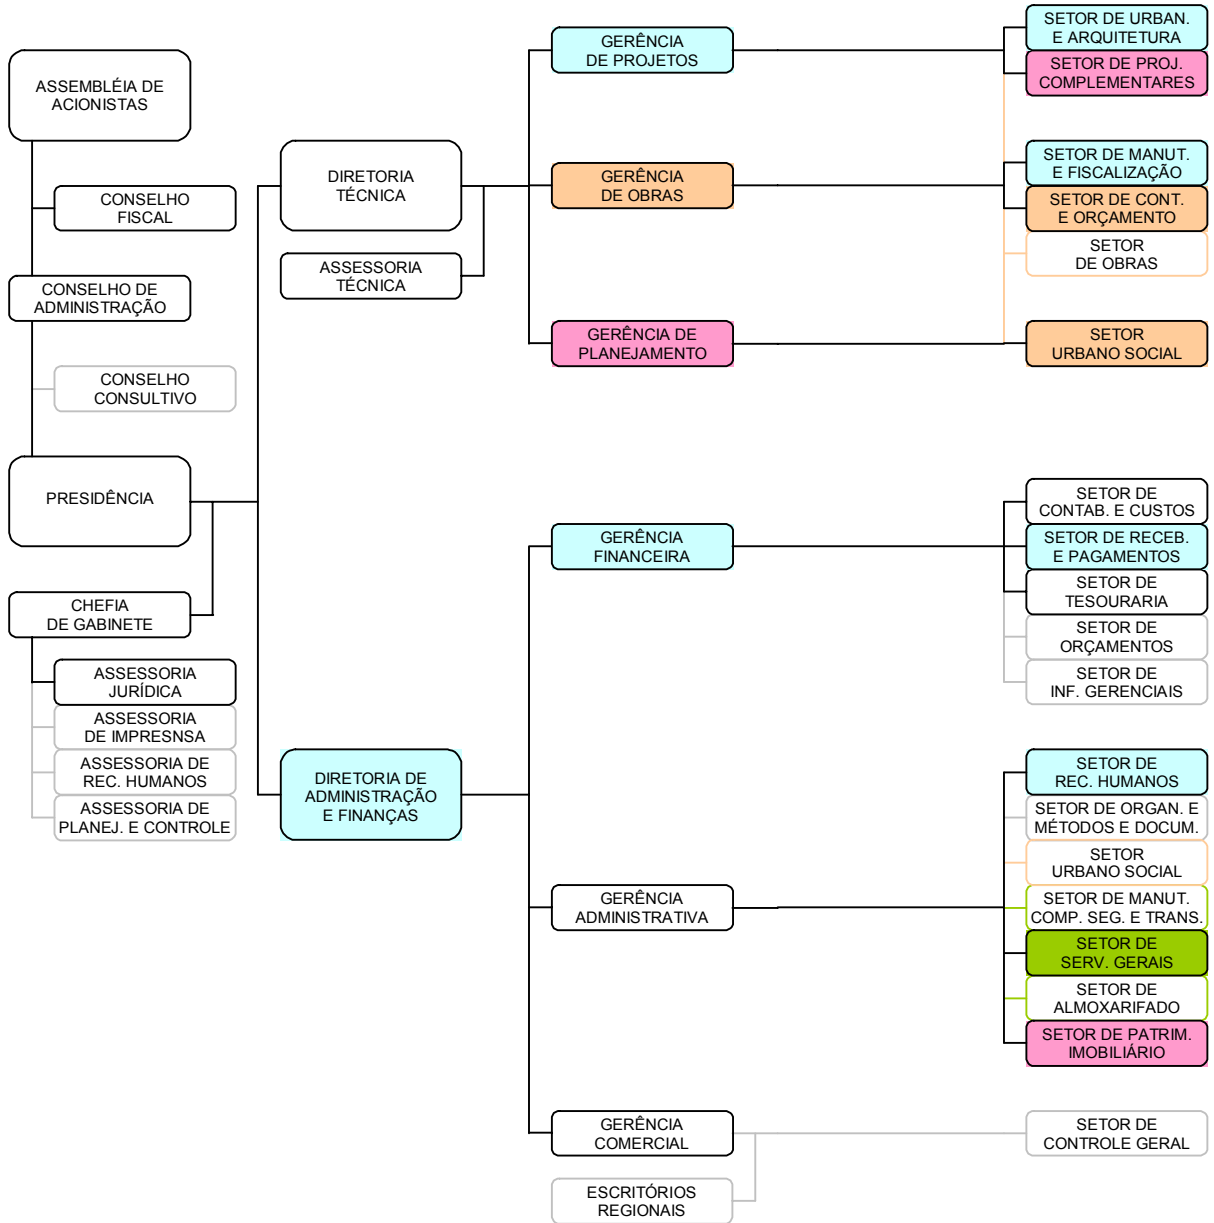 ASSEMBLÉIA DE
ACIONISTAS
CONSELHO
FISCAL
CONSELHO DE
ADMINISTRAÇÃO
CONSELHO
CONSULTIVO
PRESIDÊNCIA
CHEFIA
DE GABINETE
ASSESSORIA
JURÍDICA
ASSESSORIA
DE IMPRESNSA
ASSESSORIA DE
REC. HUMANOS
ASSESSORIA DE
PLANEJ. E CONTROLE
DIRETORIA
TÉCNICA
ASSESSORIA
TÉCNICA
DIRETORIA DE
ADMINISTRAÇÃO
E FINANÇAS
GERÊNCIA
DE PROJETOS
GERÊNCIA
DE OBRAS
GERÊNCIA DE
PLANEJAMENTO
GERÊNCIA
FINANCEIRA
GERÊNCIA
ADMINISTRATIVA
GERÊNCIA
COMERCIAL
ESCRITÓRIOS
REGIONAIS
SETOR DE URBAN.
E ARQUITETURA
SETOR DE PROJ.
COMPLEMENTARES
SETOR DE MANUT.
E FISCALIZAÇÃO
SETOR DE CONT.
E ORÇAMENTO
SETOR
DE OBRAS
SETOR
URBANO SOCIAL
SETOR DE
CONTAB. E CUSTOS
SETOR DE RECEB.
E PAGAMENTOS
SETOR DE
TESOURARIA
SETOR DE
ORÇAMENTOS
SETOR DE
INF. GERENCIAIS
SETOR DE
REC. HUMANOS
SETOR DE ORGAN. E
MÉTODOS E DOCUM.
SETOR
URBANO SOCIAL
SETOR DE MANUT.
COMP. SEG. E TRANS.
SETOR DE
SERV. GERAIS
SETOR DE
ALMOXARIFADO
SETOR DE PATRIM.
IMOBILIÁRIO
SETOR DE
CONTROLE GERAL